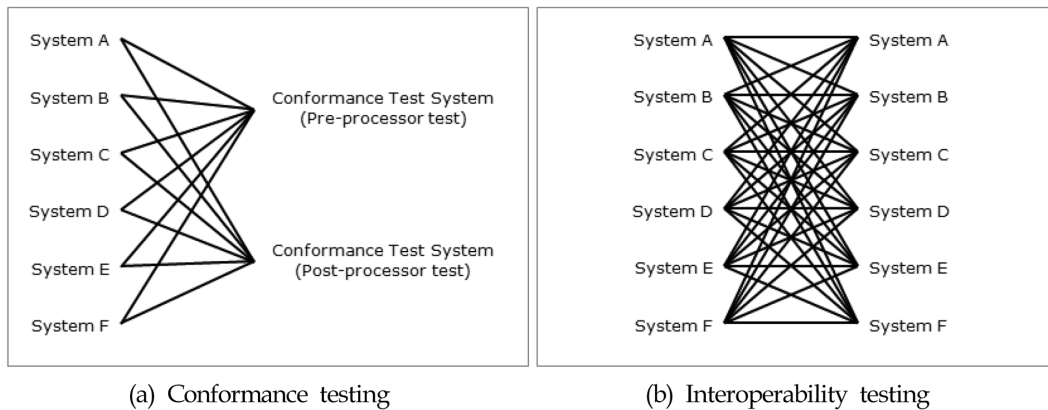 System A
System B
System C
System D
System E
System F
Conformance Test System
(Pre-processor test)
Conformance Test System
(Post-processor test)
(a) Conformance testing
System A
System B
System C
System D
System E
System F
System A
System B
System C
System D
System E
System F
(b) Interoperability testing